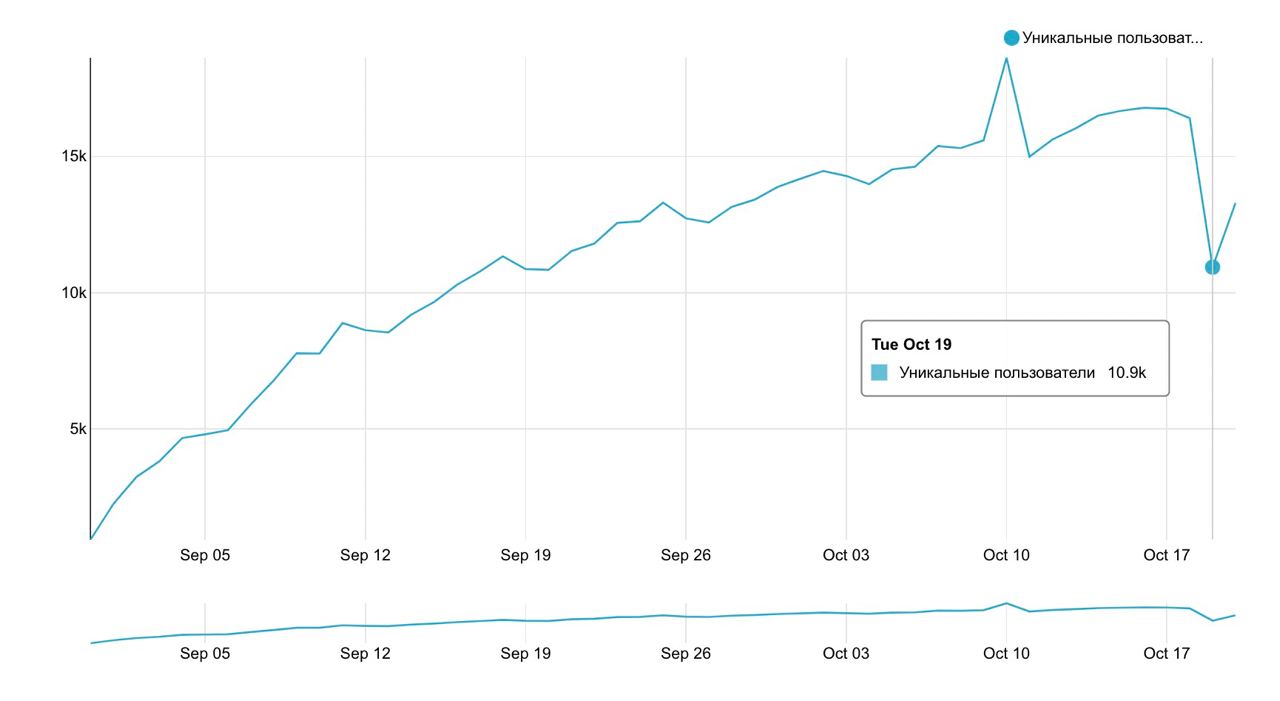 Уникальные пользоват...
15k
10k
5k
Tue Oct 19
Уникальные пользователи 10.9k
Sep 05 Sep 12 Sep 19 Sep 26 Oct 03 Oct 10 Oct 17
Sep 05 Sep 12 Sep 19 Sep 26 Oct 03 Oct 10 Oct 17